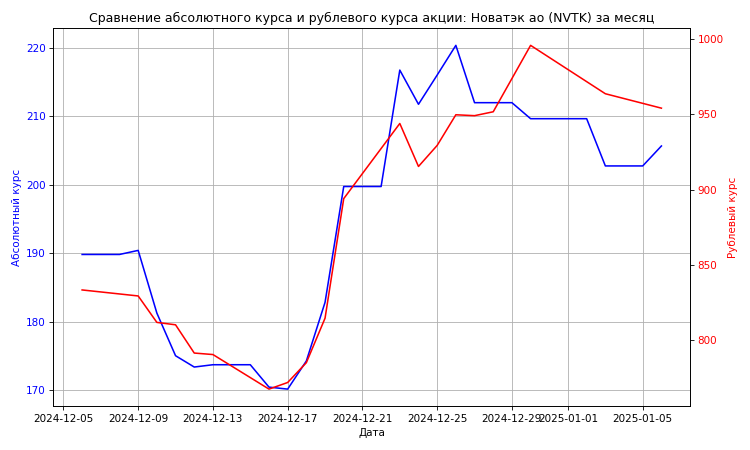 Сравнение абсолютного курса и рублевого курса акции: Новатэк ао (NVTK) за месяц
Абсолютный курс
220
210
200
190
180
170
1000
950
900
850
800
Рублевый курс
2024-12-05 2024-12-09 2024-12-13 2024-12-17 2024-12-21 2024-12-25 2024-12-29 2025-01-01 2025-01-05
Дата